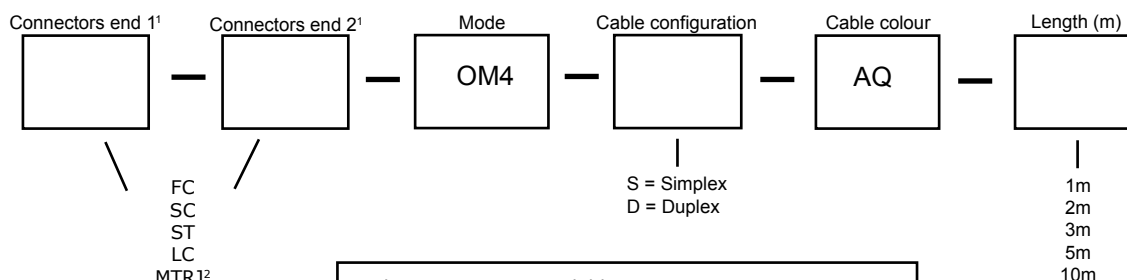 Connectors end 1¹ Connectors end 2¹ Mode Cable configuration Cable colour Length (m)
OM4 AQ
FC
SC
ST
LC
MTRJ²
S = Simplex
D = Duplex
1m
2m
3m
5m
10m